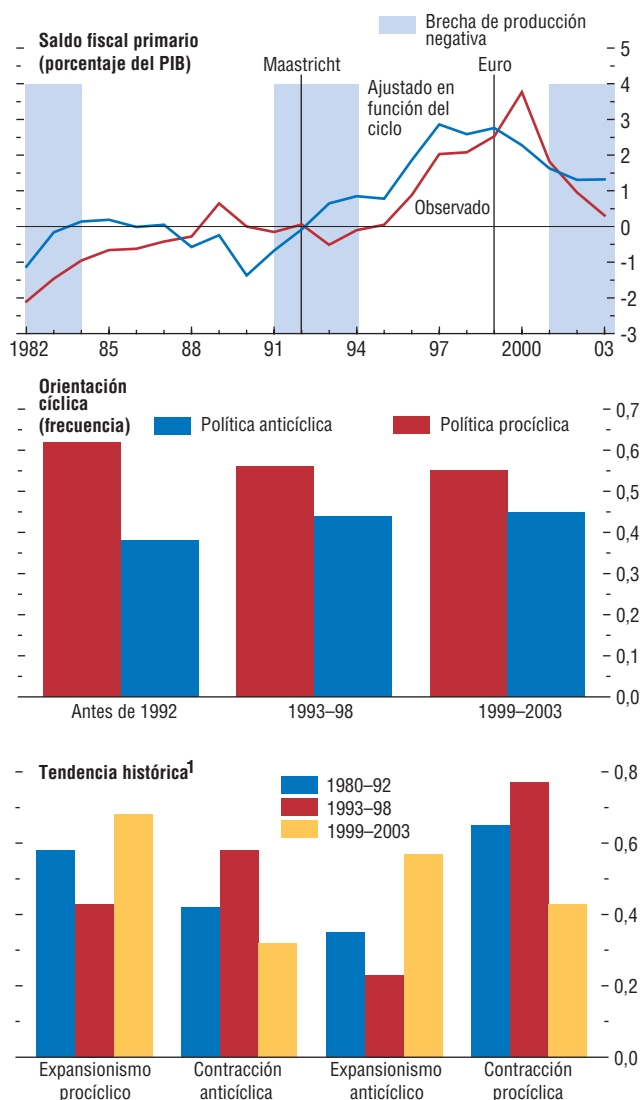 Saldo fiscal primario
(porcentaje del PIB)
Brecha de producción
negativa
Maastricht
Euro
Ajustado en
función del
ciclo
Observado
5
4
3
2
1
0
-1
-2
-3
1982 85 88 91 94 97 2000 03
Orientación
cíclica
(frecuencia)
Política anticíclica
Política procíclica
0,7
0,6
0,5
0,4
0,3
0,2
0,1
0,0
Antes de 1992 1993–98 1999–2003
Tendencia histórica1
1980–92
1993–98
1999–2003
0,8
0,6
0,4
0,2
0,0
Expansionismo
procíclico
Contracción
anticíclica
Expansionismo
anticíclico
Contracción
procíclica